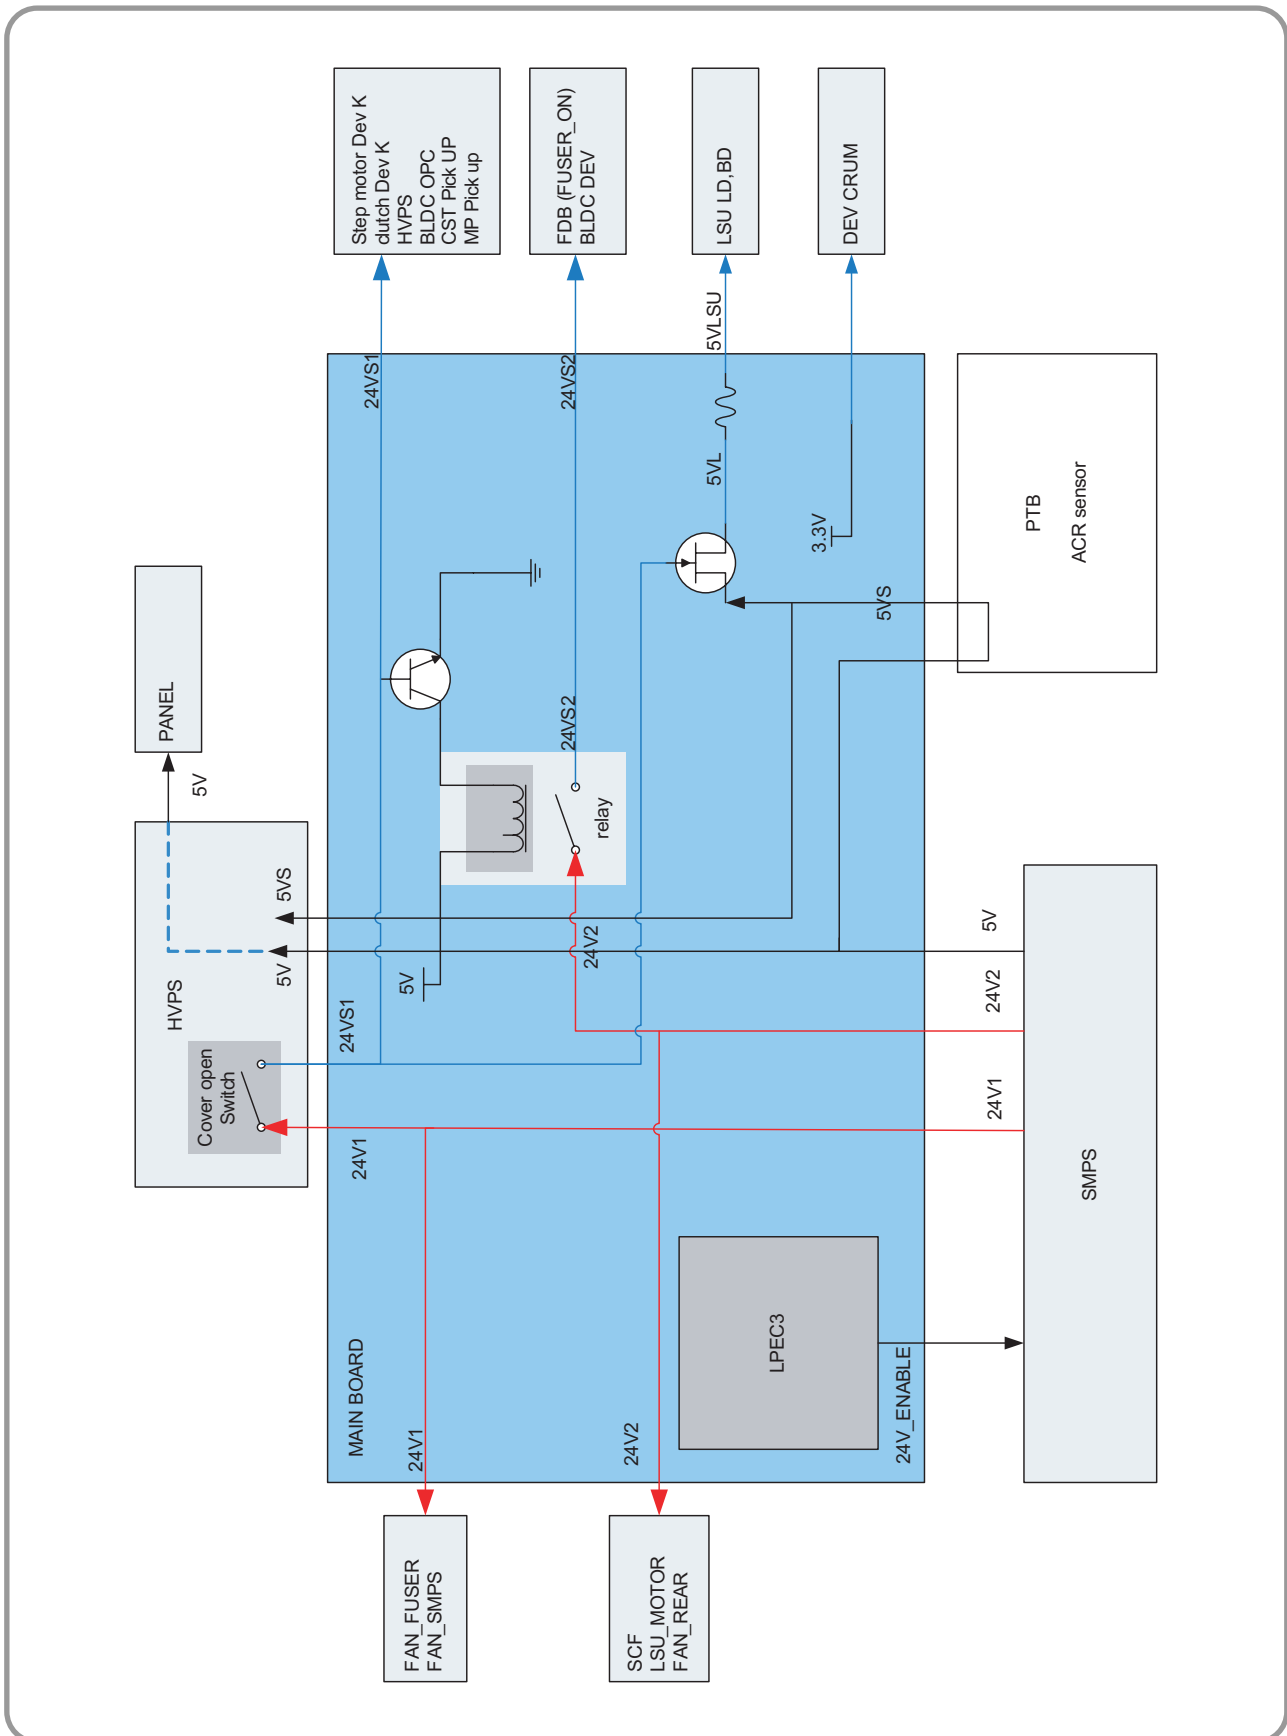 FAN_FUSER
FAN_SMPS
SCF
LSU_MOTOR
FAN_REAR
MAIN BOARD
24V1
24V2
LPEC3
24V_ENABLE
SMPS
24V1
24V2
5V
HVPS
Cover open
Switch
24V1
24VS1
5V
5VS
5V
24V2
relay
24VS2
PANEL
5V
5VS
PTB
ACR sensor
3.3V
5VL
5VLSU
24VS1
24VS2
Step motor Dev K
dutch Dev K
HVPS
BLDC OPC
CST Pick UP
MP Pick up
FDB (FUSER_ON)
BLDC DEV
LSU LD,BD
DEV CRUM